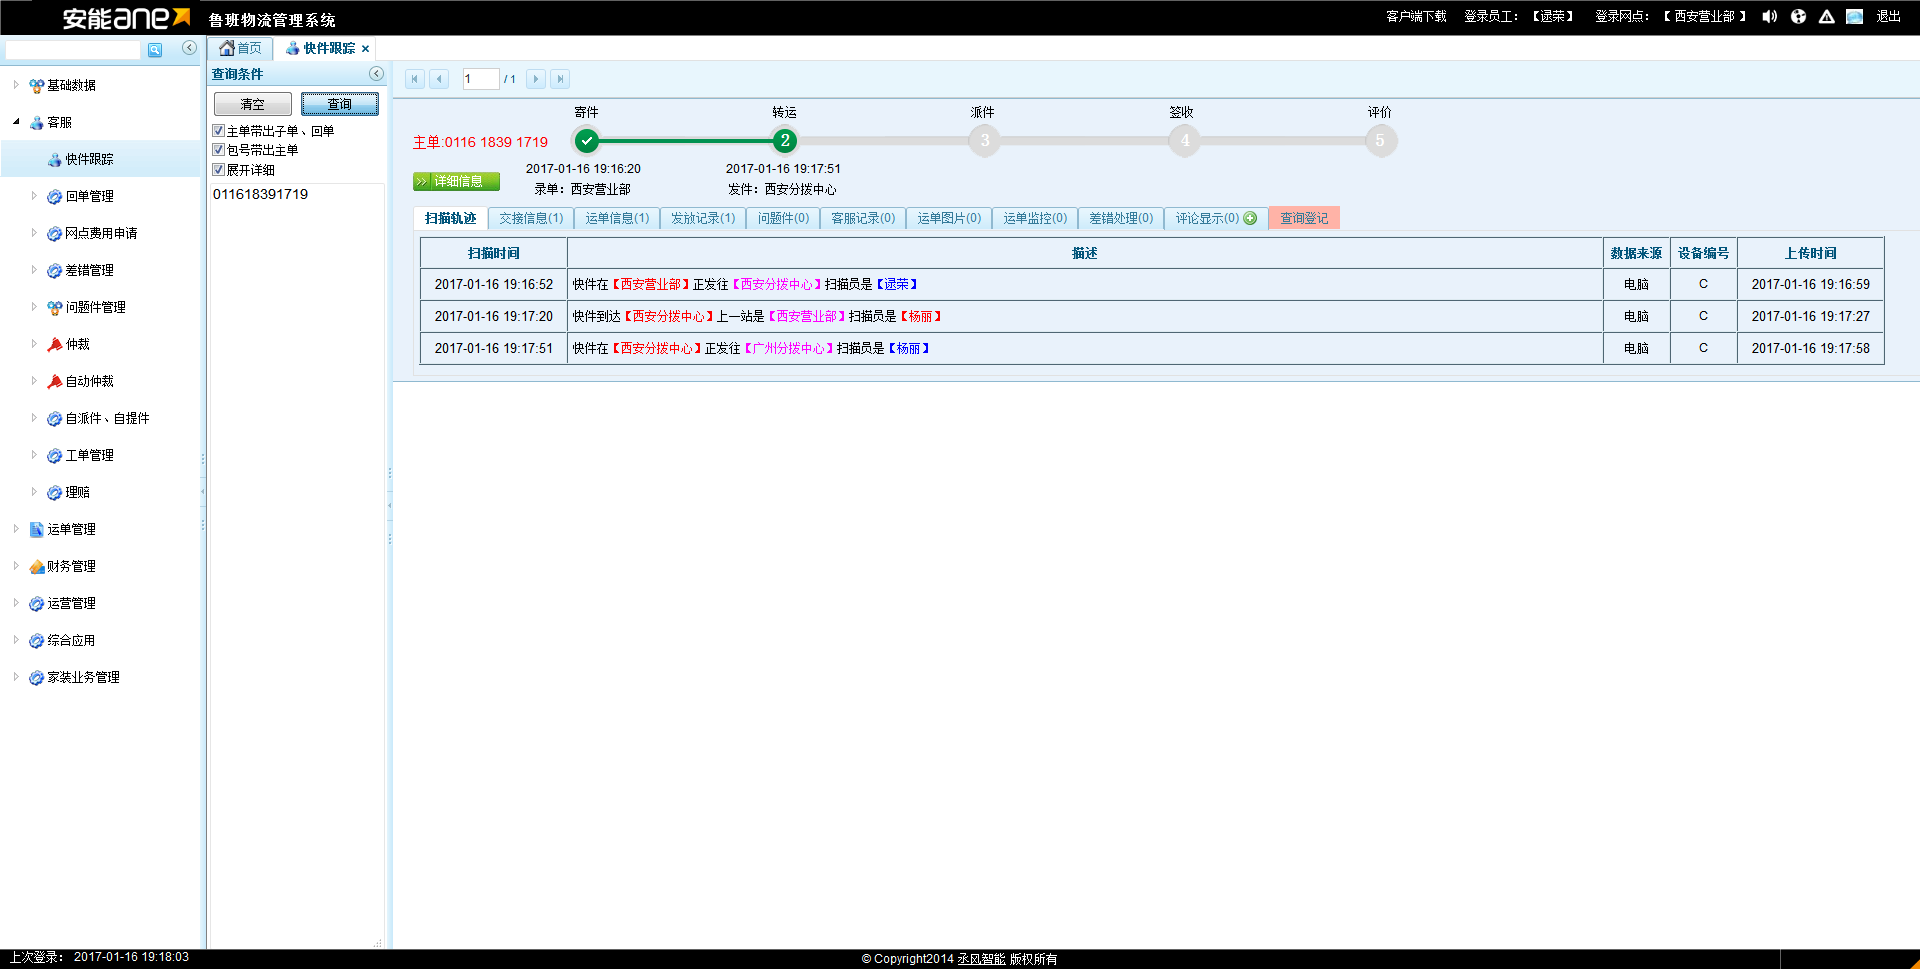 安能ane 鲁班物流管理系统 客户端下载 登录员工：【逯荣】 登录网点：【 西安营业部 】 退出
首页 快件跟踪 ×
查询条件
清空 查询
主单带出子单、回单
包号带出主单
展开详细
011618391719
基础数据
客服
快件跟踪
回单管理
网点费用申请
差错管理
问题件管理
仲裁
自动仲裁
自派件、自提件
工单管理
理赔
运单管理
财务管理
运营管理
综合应用
家装业务管理
1 / 1
寄件 转运 派件 签收 评价
主单:0116 1839 1719 2 3 4 5
2017-01-16 19:16:20 2017-01-16 19:17:51
>> 详细信息 录单：西安营业部 发件：西安分拨中心
扫描轨迹 交接信息(1) 运单信息(1) 发放记录(1) 问题件(0) 客服记录(0) 运单图片(0) 运单监控(0) 差错处理(0) 评论显示(0) 查询登记
扫描时间 描述 数据来源 设备编号 上传时间
2017-01-16 19:16:52 快件在【西安营业部】正发往【西安分拨中心】扫描员是【逯荣】 电脑 C 2017-01-16 19:16:59
2017-01-16 19:17:20 快件到达【西安分拨中心】上一站是【西安营业部】扫描员是【杨丽】 电脑 C 2017-01-16 19:17:27
2017-01-16 19:17:51 快件在【西安分拨中心】正发往【广州分拨中心】扫描员是【杨丽】 电脑 C 2017-01-16 19:17:58
上次登录： 2017-01-16 19:18:03 © Copyright2014 丞风智能 版权所有